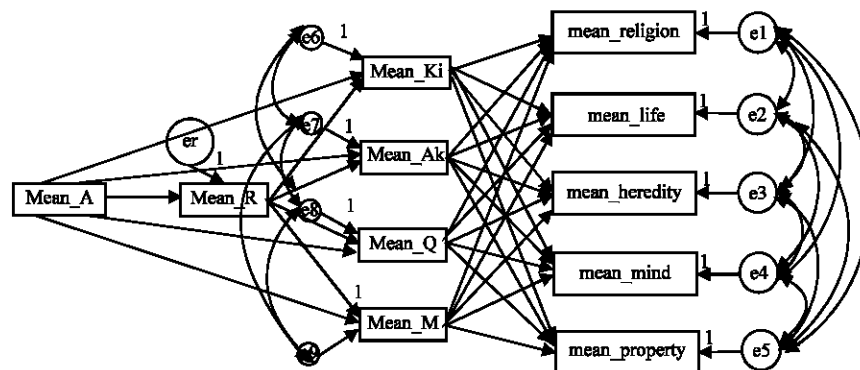 e6
1
Mean_Ki
mean_religion
1
e1
er
1
e7
1
Mean_Ak
mean_life
1
e2
Mean_A
Mean_R
e8
1
Mean_Q
mean_heredity
1
e3
mean_mind
1
e4
1
Mean_M
e9
mean_property
1
e5